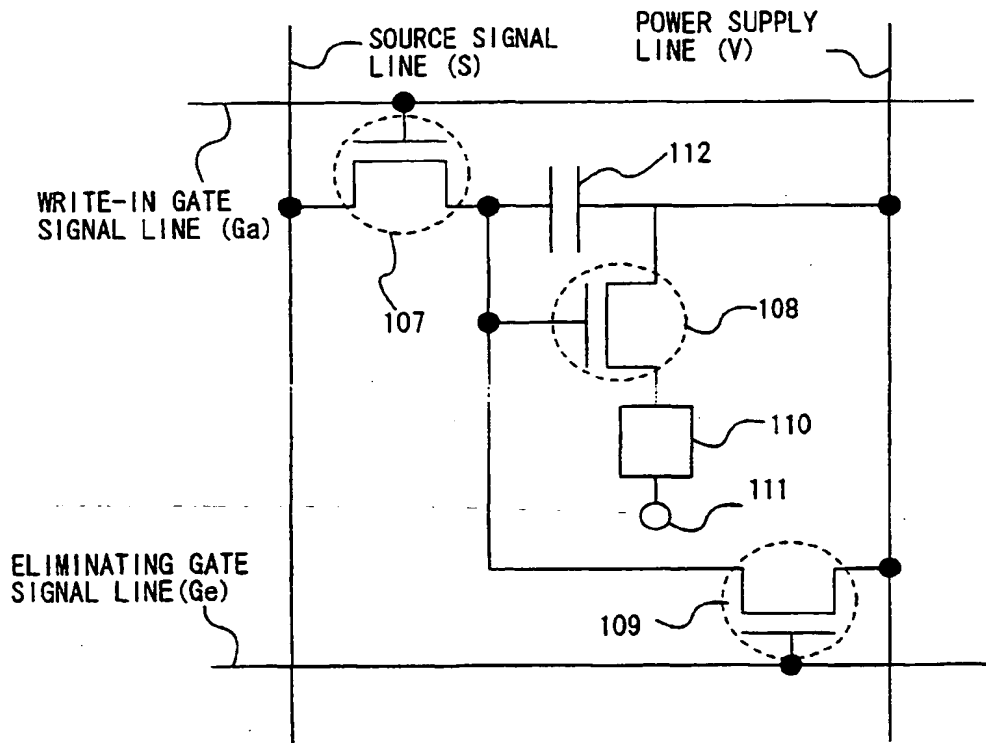 SOURCE SIGNAL
LINE (S)
POWER SUPPLY
LINE (V)
WRITE-IN GATE
SIGNAL LINE (Ga)
112
107
108
110
111
ELIMINATING GATE
SIGNAL LINE(Ge)
109